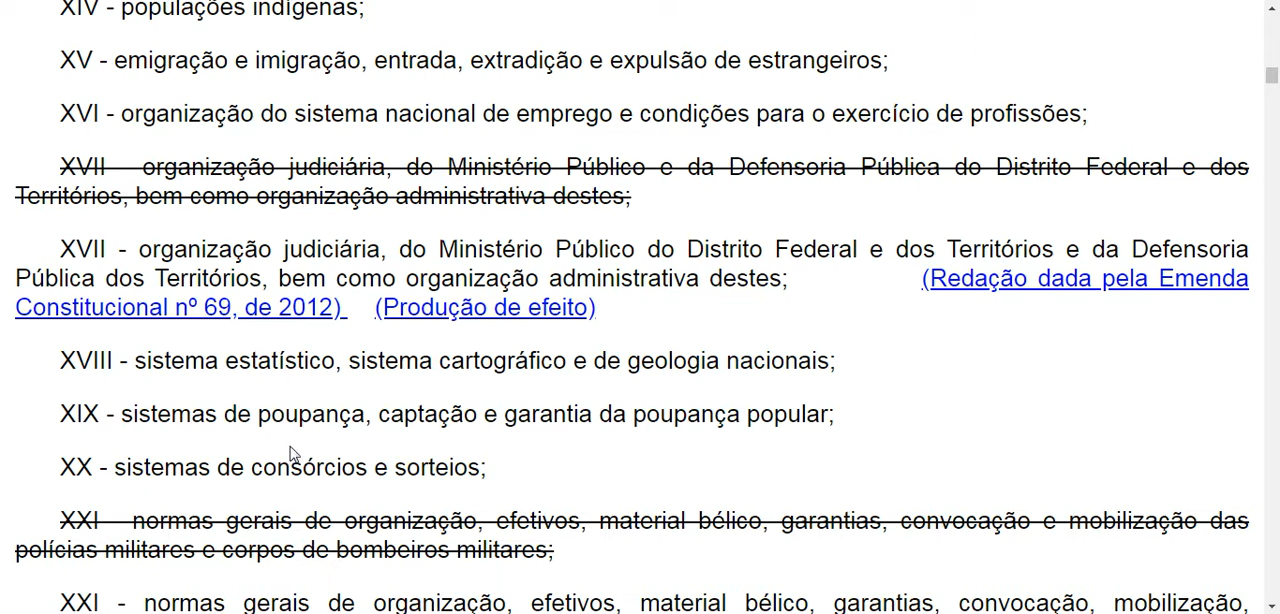 XIV - populações indígenas;
XV - emigração e imigração, entrada, extradição e expulsão de estrangeiros;
XVI - organização do sistema nacional de emprego e condições para o exercício de profissões;
XVII - organização judiciária, do Ministério Público e da Defensoria Pública do Distrito Federal e dos
Territórios, bem como organização administrativa destes;
XVII - organização judiciária, do Ministério Público do Distrito Federal e dos Territórios e da Defensoria
Pública dos Territórios, bem como organização administrativa destes; (Redação dada pela Emenda
Constitucional nº 69, de 2012) (Produção de efeito)
XVIII - sistema estatístico, sistema cartográfico e de geologia nacionais;
XIX - sistemas de poupança, captação e garantia da poupança popular;
XX - sistemas de consórcios e sorteios;
XXI - normas gerais de organização, efetivos, material bélico, garantias, convocação e mobilização das
polícias militares e corpos de bombeiros militares;
XXI - normas gerais de organização, efetivos, material bélico, garantias, convocação, mobilização,